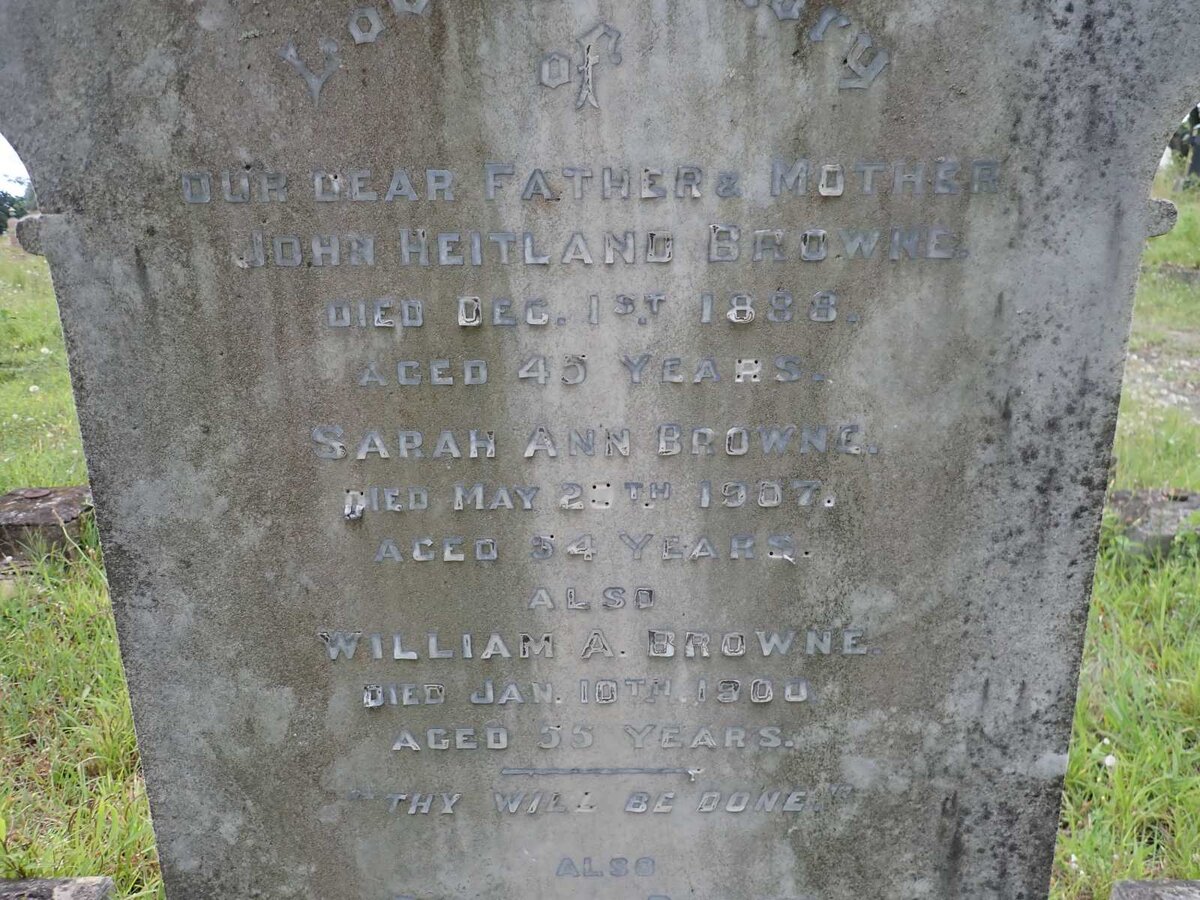 of
OUR DEAR FATHER & MOTHER
JOHN HEITLAND BROWNE.
DIED DEC. 1ST. 1888.
AGED 45 YEARS.
SARAH ANN BROWNE.
DIED MAY 1907.
AGED 54 YEARS.
ALSO
WILLIAM A. BROWNE.
DIED JAN. 10TH. 1900.
AGED 55 YEARS.
"THY WILL BE DONE."
ALSO